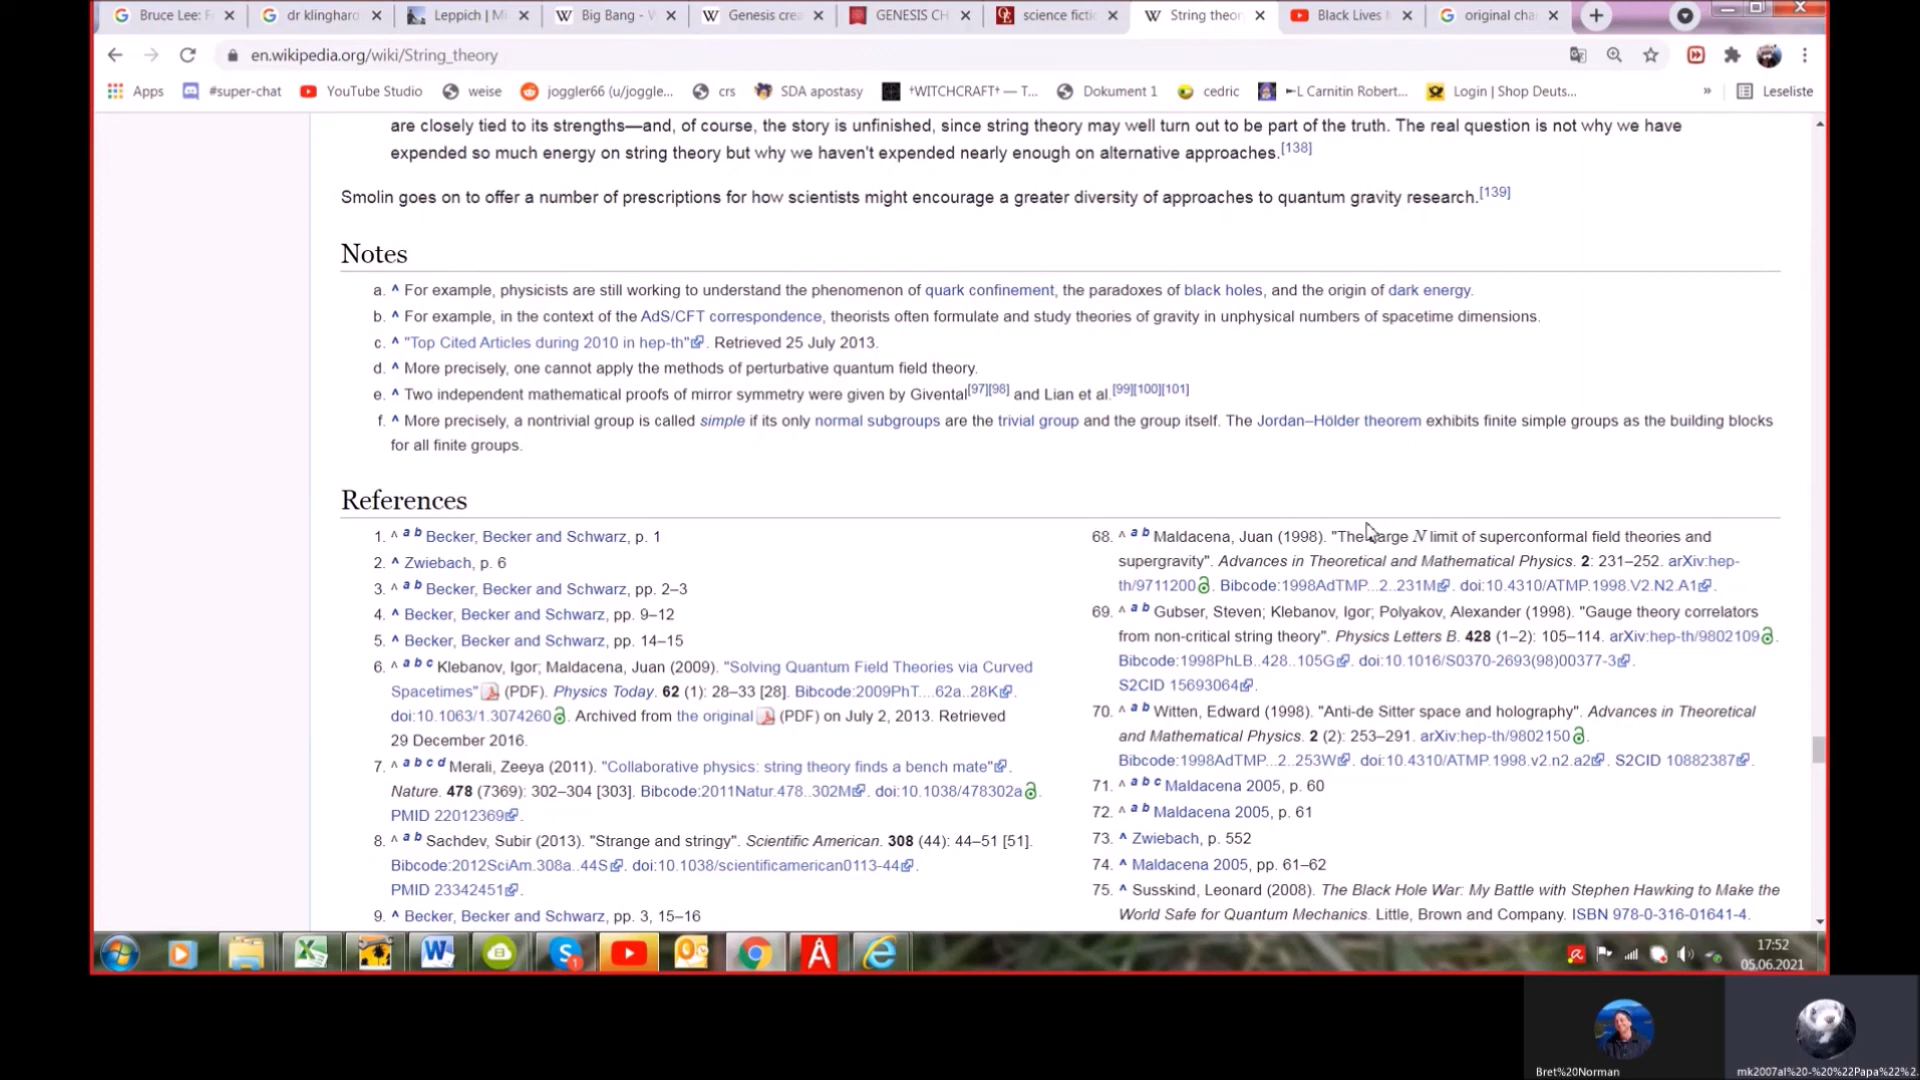 Bruce Lee: F
dr klinghard
Leppich | Mi
Big Bang - W
Genesis crea
GENESIS CH
science fictio
String theor
Black Lives M
original cha
en.wikipedia.org/wiki/String_theory
Apps
#super-chat
YouTube Studio
weise
joggler66 (u/joggle...
crs
SDA apostasy
*WITCHCRAFT* — T...
Dokument 1
cedric
L Carnitin Robert...
Login | Shop Deuts...
»
Leseliste
are closely tied to its strengths—and, of course, the story is unfinished, since string theory may well turn out to be part of the truth. The real question is not why we have
expended so much energy on string theory but why we haven't expended nearly enough on alternative approaches.[138]
Smolin goes on to offer a number of prescriptions for how scientists might encourage a greater diversity of approaches to quantum gravity research.[139]
Notes
a. ^ For example, physicists are still working to understand the phenomenon of quark confinement, the paradoxes of black holes, and the origin of dark energy.
b. ^ For example, in the context of the AdS/CFT correspondence, theorists often formulate and study theories of gravity in unphysical numbers of spacetime dimensions.
c. ^ "Top Cited Articles during 2010 in hep-th". Retrieved 25 July 2013.
d. ^ More precisely, one cannot apply the methods of perturbative quantum field theory.
e. ^ Two independent mathematical proofs of mirror symmetry were given by Givental[97][98] and Lian et al.[99][100][101]
f. ^ More precisely, a nontrivial group is called simple if its only normal subgroups are the trivial group and the group itself. The Jordan–Hölder theorem exhibits finite simple groups as the building blocks
for all finite groups.
References
1. ^ a b Becker, Becker and Schwarz, p. 1
2. ^ Zwiebach, p. 6
3. ^ a b Becker, Becker and Schwarz, pp. 2–3
4. ^ Becker, Becker and Schwarz, pp. 9–12
5. ^ Becker, Becker and Schwarz, pp. 14–15
6. ^ a b c Klebanov, Igor; Maldacena, Juan (2009). "Solving Quantum Field Theories via Curved
Spacetimes" (PDF). Physics Today. 62 (1): 28–33 [28]. Bibcode:2009PhT....62a..28K.
doi:10.1063/1.3074260. Archived from the original (PDF) on July 2, 2013. Retrieved
29 December 2016.
7. ^ a b c d Merali, Zeeya (2011). "Collaborative physics: string theory finds a bench mate".
Nature. 478 (7369): 302–304 [303]. Bibcode:2011Natur.478..302M. doi:10.1038/478302a.
PMID 22012369.
8. ^ a b Sachdev, Subir (2013). "Strange and stringy". Scientific American. 308 (44): 44–51 [51].
Bibcode:2012SciAm.308a..44S. doi:10.1038/scientificamerican0113-44.
PMID 23342451.
9. ^ Becker, Becker and Schwarz, pp. 3, 15–16
68. ^ a b Maldacena, Juan (1998). "The Large N limit of superconformal field theories and
supergravity". Advances in Theoretical and Mathematical Physics. 2: 231–252. arXiv:hep-
th/9711200. Bibcode:1998AdTMP...2..231M. doi:10.4310/ATMP.1998.V2.N2.A1.
69. ^ a b Gubser, Steven; Klebanov, Igor; Polyakov, Alexander (1998). "Gauge theory correlators
from non-critical string theory". Physics Letters B. 428 (1–2): 105–114. arXiv:hep-th/9802109.
Bibcode:1998PhLB..428..105G. doi:10.1016/S0370-2693(98)00377-3.
S2CID 15693064.
70. ^ a b Witten, Edward (1998). "Anti-de Sitter space and holography". Advances in Theoretical
and Mathematical Physics. 2 (2): 253–291. arXiv:hep-th/9802150.
Bibcode:1998AdTMP...2..253W. doi:10.4310/ATMP.1998.v2.n2.a2. S2CID 10882387.
71. ^ a b c Maldacena 2005, p. 60
72. ^ a b Maldacena 2005, p. 61
73. ^ Zwiebach, p. 552
74. ^ Maldacena 2005, pp. 61–62
75. ^ Susskind, Leonard (2008). The Black Hole War: My Battle with Stephen Hawking to Make the
World Safe for Quantum Mechanics. Little, Brown and Company. ISBN 978-0-316-01641-4.
17:52
05.06.2021
Bret%20Norman
mk2007al%20-%20%22Papa%22%2.